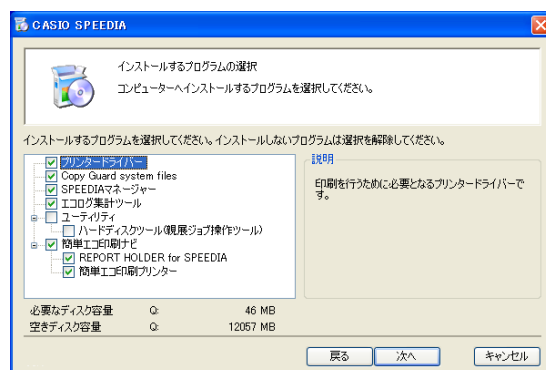 CASIO SPEEDIA
インストールするプログラムの選択
コンピューターへインストールするプログラムを選択してください。
インストールするプログラムを選択してください。インストールしないプログラムは選択を解除してください。
プリンタードライバー
Copy Guard system files
SPEEDIAマネージャー
エコログ集計ツール
ユーティリティ
ハードディスクツール(親展ジョブ操作ツール)
簡単エコ印刷ナビ
REPORT HOLDER for SPEEDIA
簡単エコ印刷プリンター
説明
印刷を行うために必要となるプリンタードライバーで
す。
必要なディスク容量 Q: 46 MB
空きディスク容量 Q: 12057 MB
戻る 次へ キャンセル